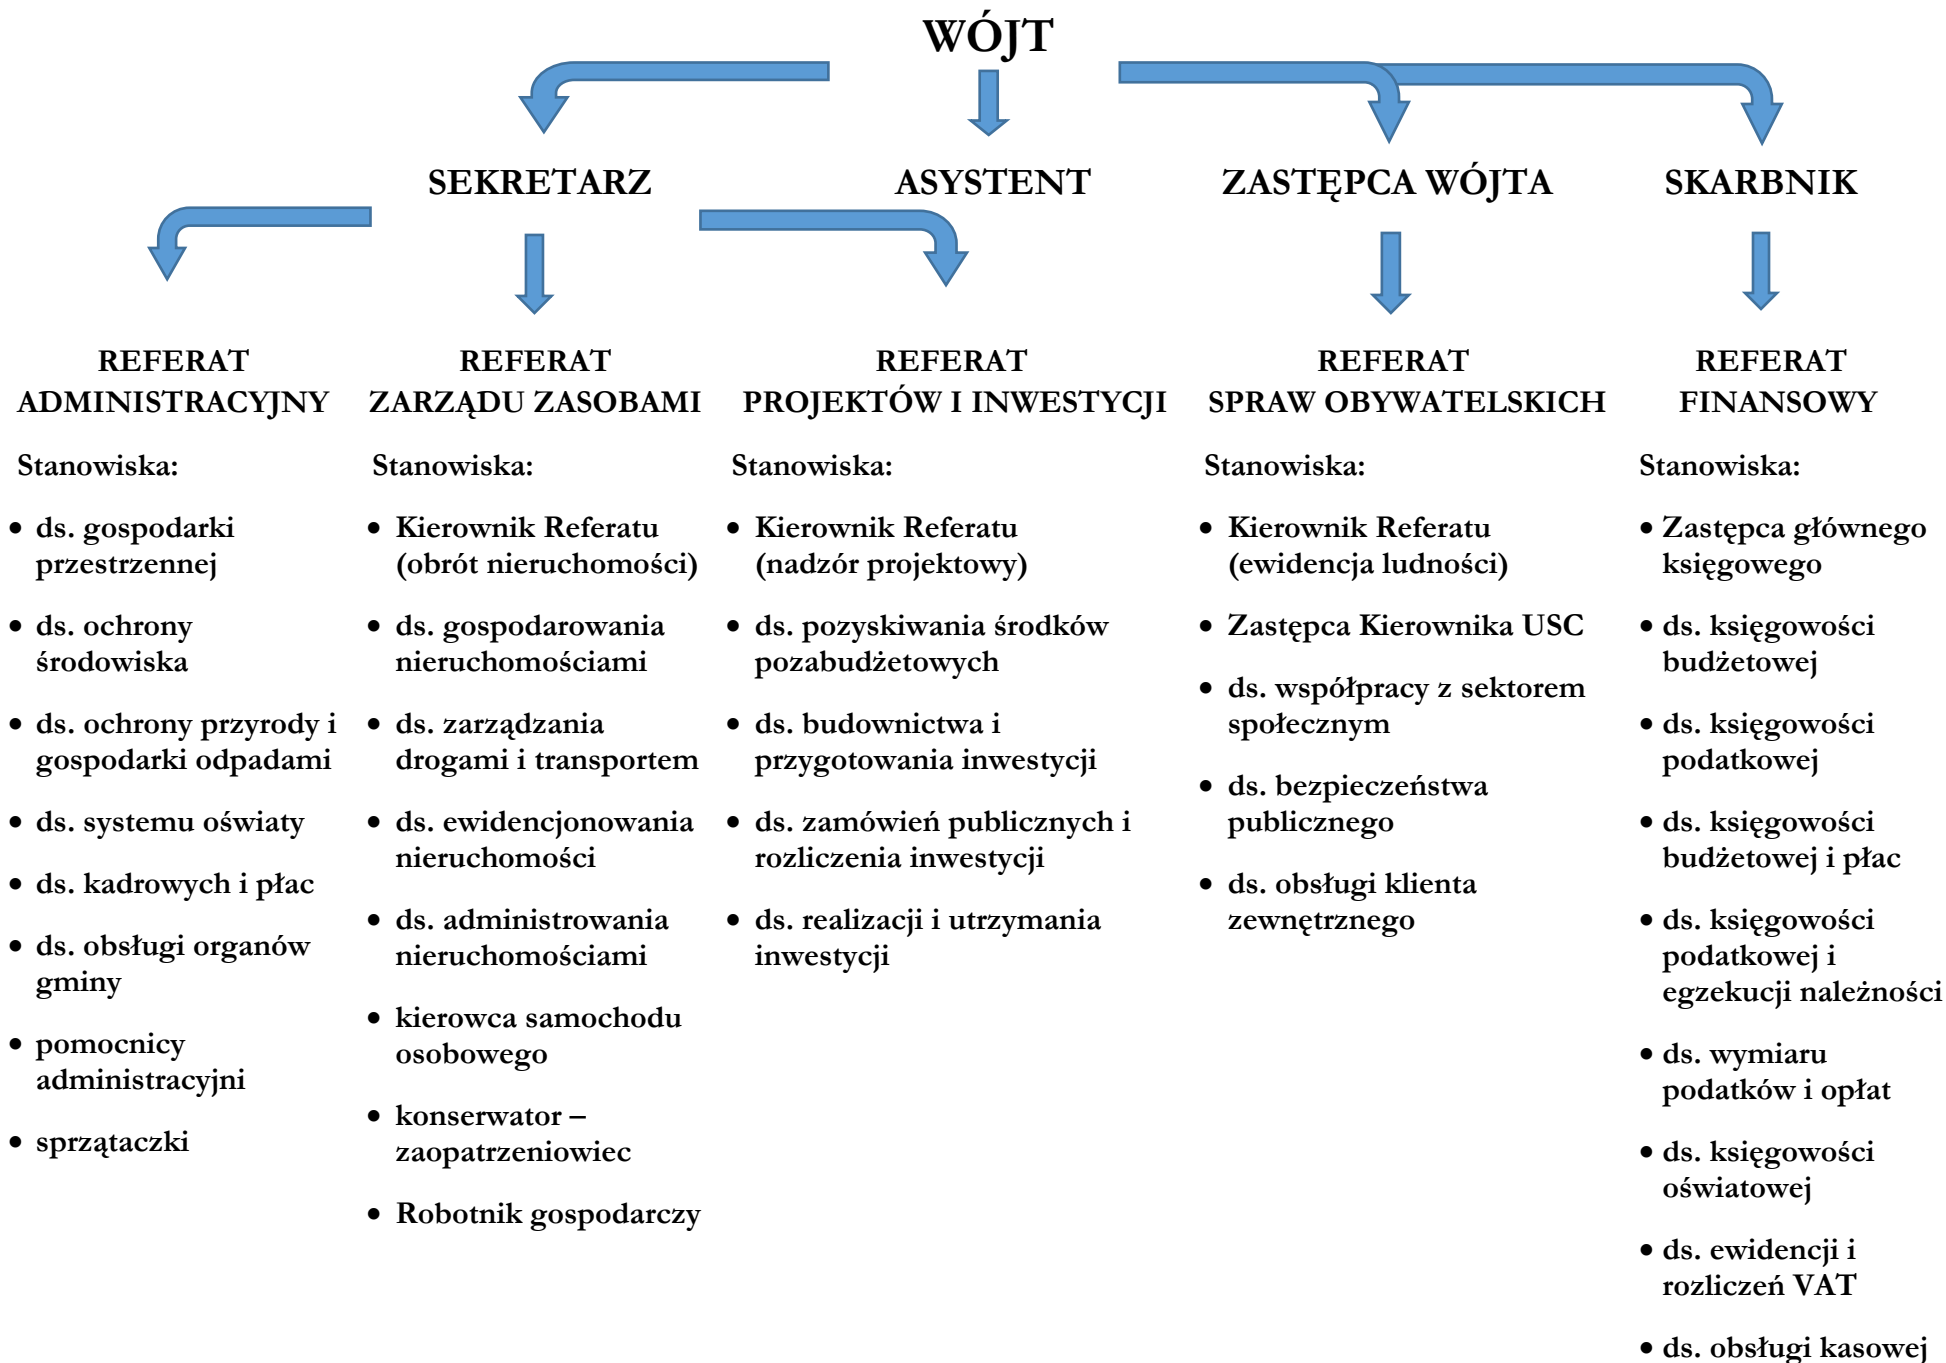 WÓJT
SEKRETARZ
ASYSTENT
ZASTĘPCA WÓJTA
SKARBNIK
REFERAT
ADMINISTRACYJNY
Stanowiska:
• ds. gospodarki
przestrzennej
• ds. ochrony
środowiska
• ds. ochrony przyrody i
gospodarki odpadami
• ds. systemu oświaty
• ds. kadrowych i płac
• ds. obsługi organów
gminy
• pomocnicy
administracyjni
• sprzątaczki
REFERAT
ZARZĄDU ZASOBAMI
Stanowiska:
• Kierownik Referatu
(obrót nieruchomości)
• ds. gospodarowania
nieruchomościami
• ds. zarządzania
drogami i transportem
• ds. ewidencjonowania
nieruchomości
• ds. administrowania
nieruchomościami
• kierowca samochodu
osobowego
• konserwator –
zaopatrzeniowiec
• Robotnik gospodarczy
REFERAT
PROJEKTÓW I INWESTYCJI
Stanowiska:
• Kierownik Referatu
(nadzór projektowy)
• ds. pozyskiwania środków
pozabudżetowych
• ds. budownictwa i
przygotowania inwestycji
• ds. zamówień publicznych i
rozliczenia inwestycji
• ds. realizacji i utrzymania
inwestycji
REFERAT
SPRAW OBYWATELSKICH
Stanowiska:
• Kierownik Referatu
(ewidencja ludności)
• Zastępca Kierownika USC
• ds. współpracy z sektorem
społecznym
• ds. bezpieczeństwa
publicznego
• ds. obsługi klienta
zewnętrznego
REFERAT
FINANSOWY
Stanowiska:
• Zastępca głównego
księgowego
• ds. księgowości
budżetowej
• ds. księgowości
podatkowej
• ds. księgowości
budżetowej i płac
• ds. księgowości
podatkowej i
egzekucji należności
• ds. wymiaru
podatków i opłat
• ds. księgowości
oświatowej
• ds. ewidencji i
rozliczeń VAT
• ds. obsługi kasowej